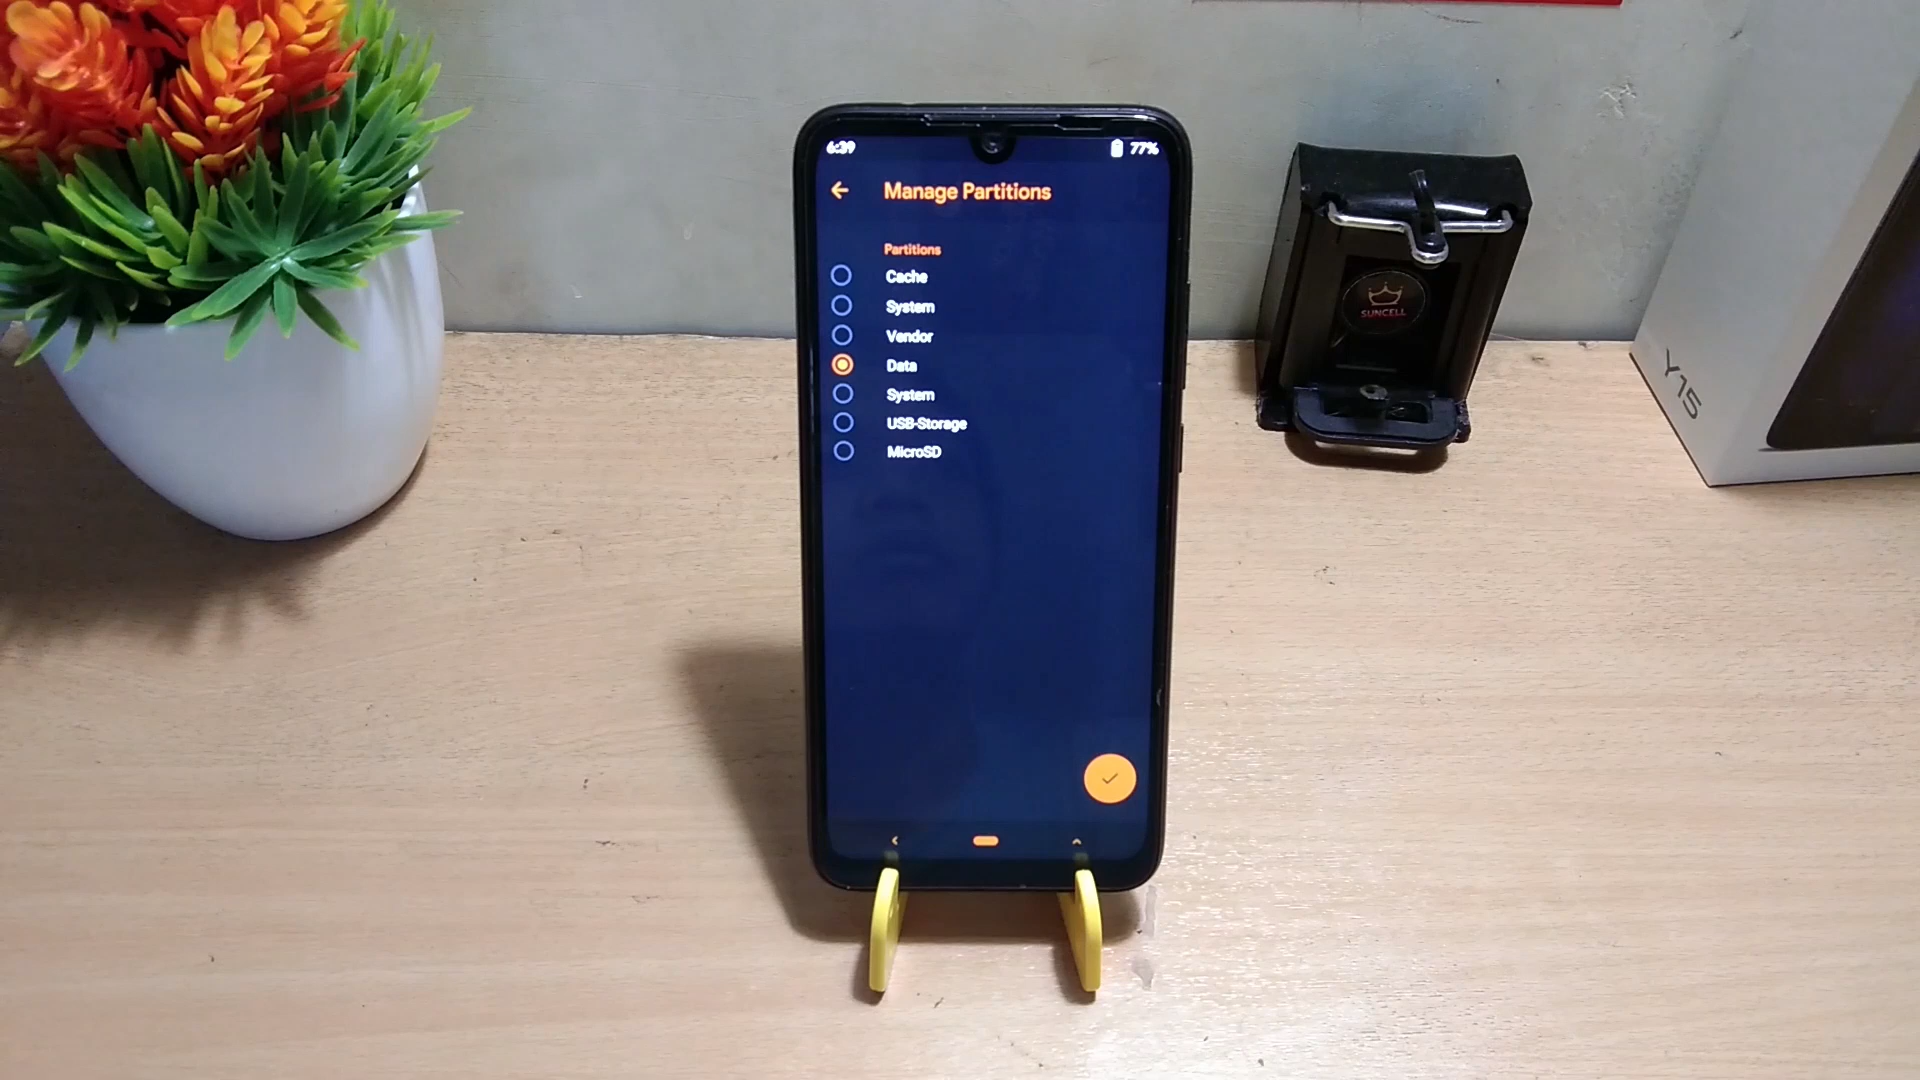 6:39
77%
Manage Partitions
Partitions
Cache
System
Vendor
Data
System
USB-Storage
MicroSD
SUNCELL
Y15